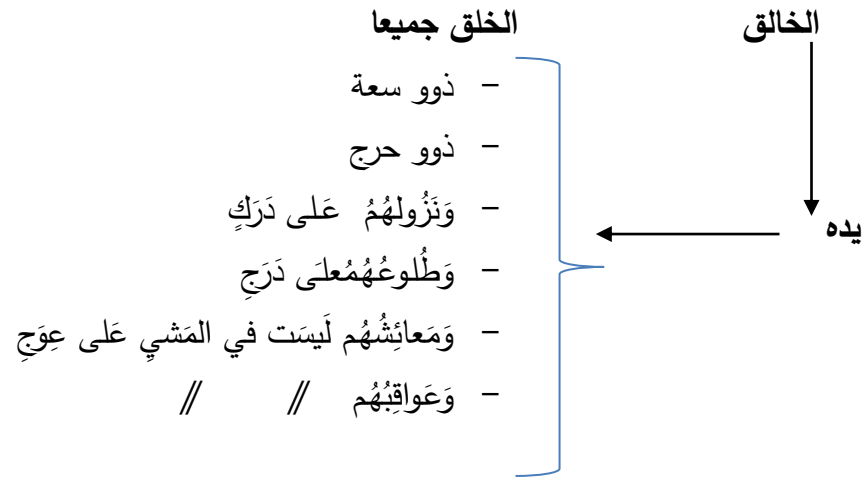 الخالق الخلق جميعا
- ذوو سعة
- ذوو حرج
- وَنَزُولهُمُ عَلى دَرَكٍ
يده
- وَطُلوعُهُمُعلَى دَرَجِ
- وَمَعائِشُهُم لَيسَت في المَشيِ عَلى عِوَجِ
- وَعَواقِبُهُم // //